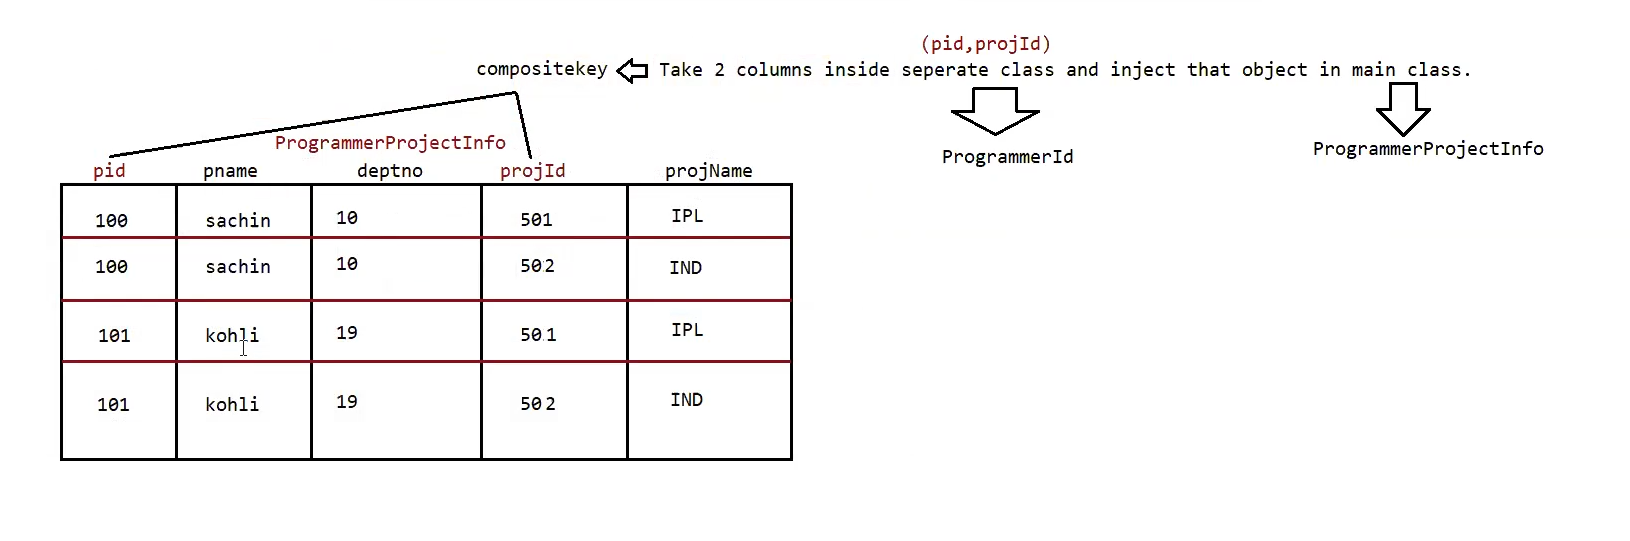 (pid,projId)
compositekey Take 2 columns inside seperate class and inject that object in main class.
ProgrammerProjectInfo
ProgrammerId
ProgrammerProjectInfo
pid pname deptno projId projName
100 sachin 10 501 IPL
100 sachin 10 502 IND
101 kohli 19 501 IPL
101 kohli 19 502 IND